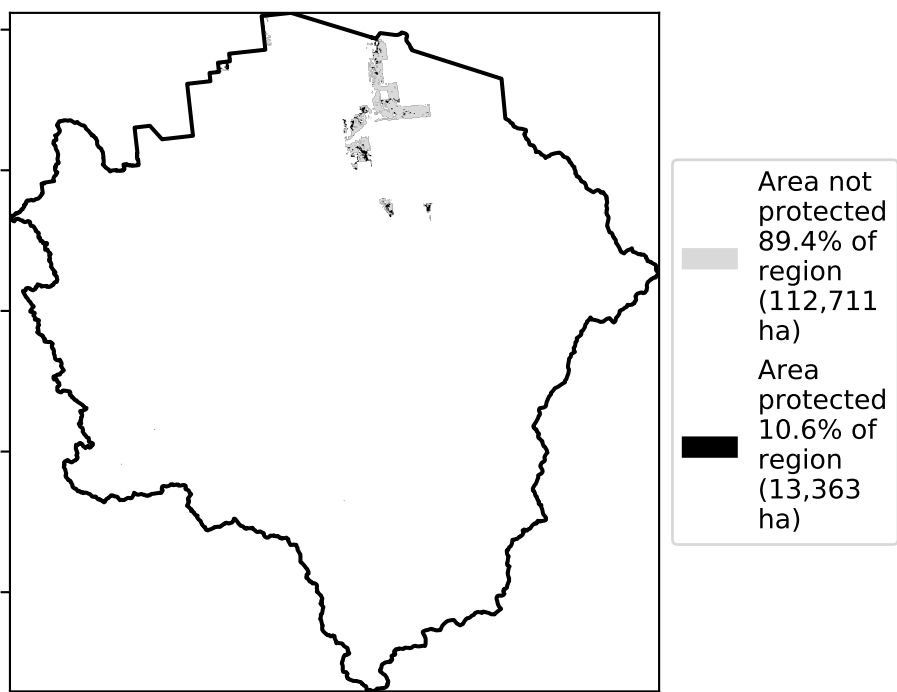 Area not
protected
89.4% of
region
(112,711
ha)
Area
protected
10.6% of
region
(13,363
ha)